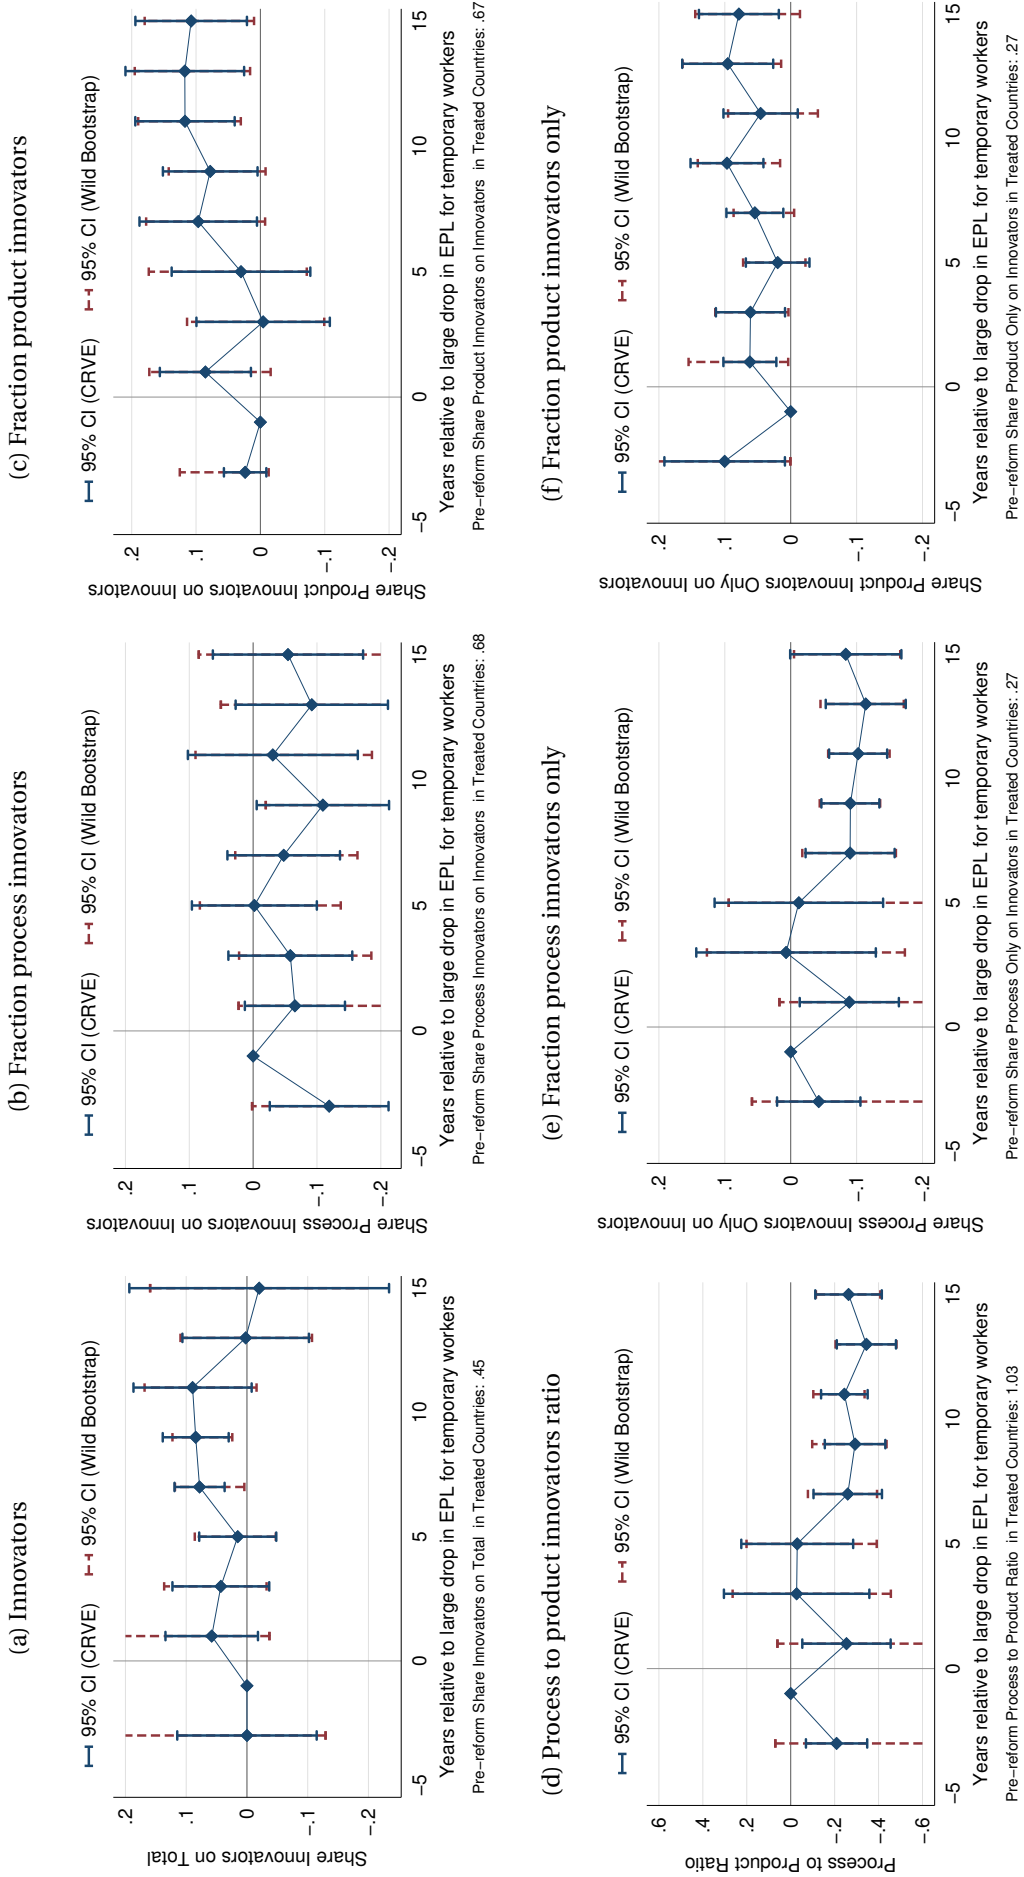 (a) Innovators
95% CI (CRVE) 95% CI (Wild Bootstrap)
Share Innovators on Total
.2
.1
0
−.1
−.2
−5 0 5 10 15
Years relative to large drop in EPL for temporary workers
Pre−reform Share Innovators on Total in Treated Countries: .45
(b) Fraction process innovators
95% CI (CRVE) 95% CI (Wild Bootstrap)
Share Process Innovators on Innovators
.2
.1
0
−.1
−.2
−5 0 5 10 15
Years relative to large drop in EPL for temporary workers
Pre−reform Share Process Innovators on Innovators in Treated Countries: .68
(c) Fraction product innovators
95% CI (CRVE) 95% CI (Wild Bootstrap)
Share Product Innovators on Innovators
.2
.1
0
−.1
−.2
−5 0 5 10 15
Years relative to large drop in EPL for temporary workers
Pre−reform Share Product Innovators on Innovators in Treated Countries: .67
(d) Process to product innovators ratio
95% CI (CRVE) 95% CI (Wild Bootstrap)
Process to Product Ratio
.6
.4
.2
0
−.2
−.4
−.6
−5 0 5 10 15
Years relative to large drop in EPL for temporary workers
Pre−reform Process to Product Ratio in Treated Countries: 1.03
(e) Fraction process innovators only
95% CI (CRVE) 95% CI (Wild Bootstrap)
Share Process Innovators Only on Innovators
.2
.1
0
−.1
−.2
−5 0 5 10 15
Years relative to large drop in EPL for temporary workers
Pre−reform Share Process Only on Innovators in Treated Countries: .27
(f) Fraction product innovators only
95% CI (CRVE) 95% CI (Wild Bootstrap)
Share Product Innovators Only on Innovators
.2
.1
0
−.1
−.2
−5 0 5 10 15
Years relative to large drop in EPL for temporary workers
Pre−reform Share Product Only on Innovators in Treated Countries: .27